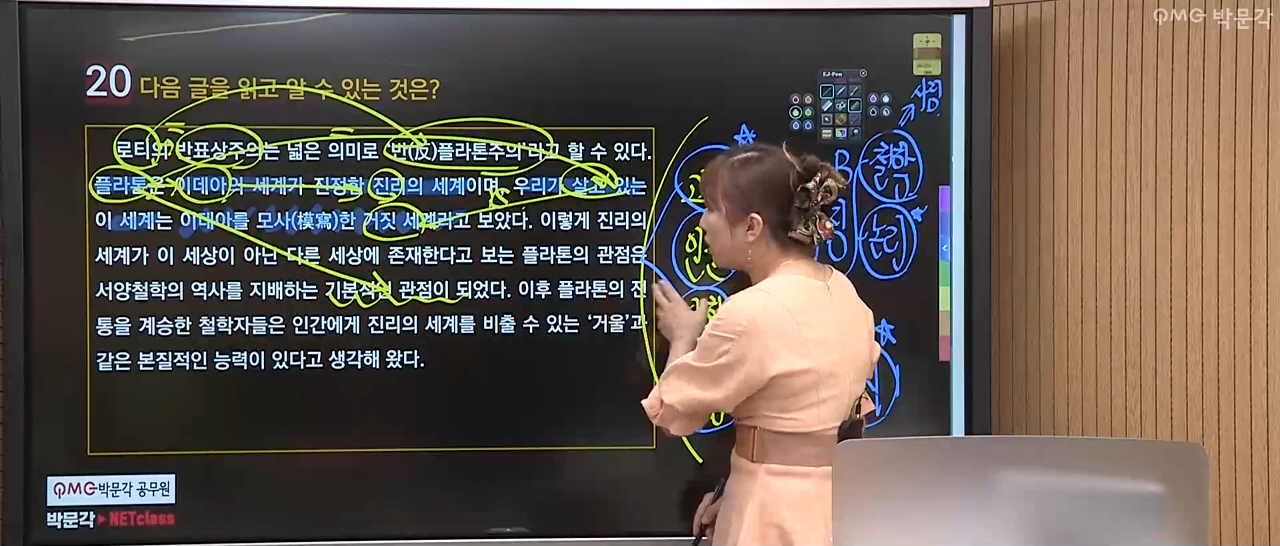 QMG 박문각
20 다음 글을 읽고 알 수 있는 것은?
로티의 반표상주의는 넓은 의미로 '반(反)플라톤주의'라고 할 수 있다.
플라톤은 이데아의 세계가 진정한 진리의 세계이며, 우리가 살고 있는
이 세계는 이데아를 모사(模寫)한 거짓 세계라고 보았다. 이렇게 진리의
세계가 이 세상이 아닌 다른 세상에 존재한다고 보는 플라톤의 관점은
서양철학의 역사를 지배하는 기본적인 관점이 되었다. 이후 플라톤의 전
통을 계승한 철학자들은 인간에게 진리의 세계를 비출 수 있는 '거울'과
같은 본질적인 능력이 있다고 생각해 왔다.
EJ-Pen
B
철학
논리
QMG 박문각 공무원
박문각 NETclass